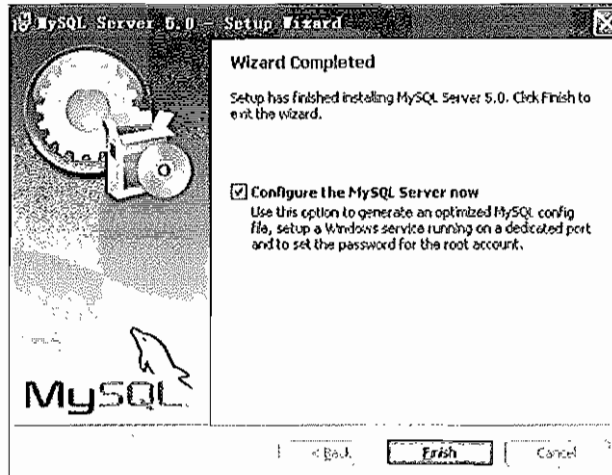 MySQL Server 5.0 - Setup Wizard
Wizard Completed
Setup has finished installing MySQL Server 5.0. Click Finish to
exit the wizard.
Configure the MySQL Server now
Use this option to generate an optimized MySQL config
file, setup a Windows service running on a dedicated port
and to set the password for the root account.
MySQL
< Back
Finish
Cancel